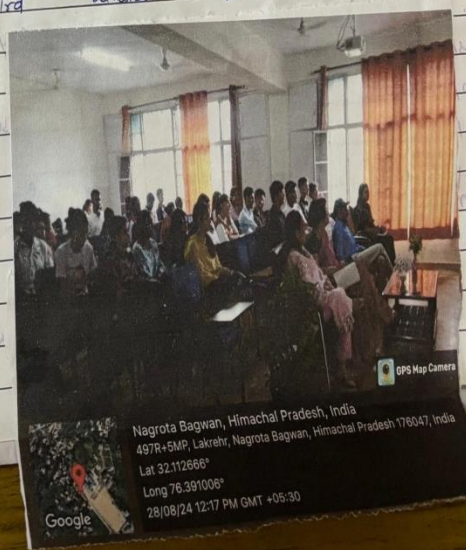 GPS Map Camera
Nagrota Bagwan, Himachal Pradesh, India
497R+5MP, Lakrehr, Nagrota Bagwan, Himachal Pradesh 176047, India
Lat 32.112666°
Long 76.391006°
28/08/24 12:17 PM GMT +05:30
Google